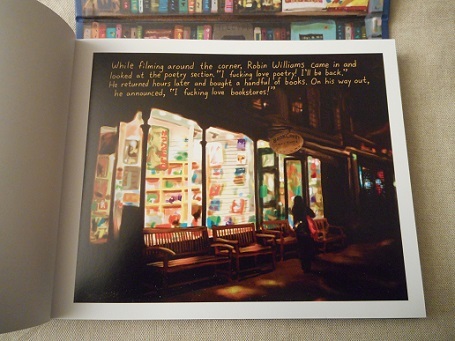 While filming around the corner, Robin Williams came in and
looked at the poetry section. "I fucking love poetry! I'll be back."
He returned hours later and bought a handful of books. On his way out,
he announced, "I fucking love bookstores!"